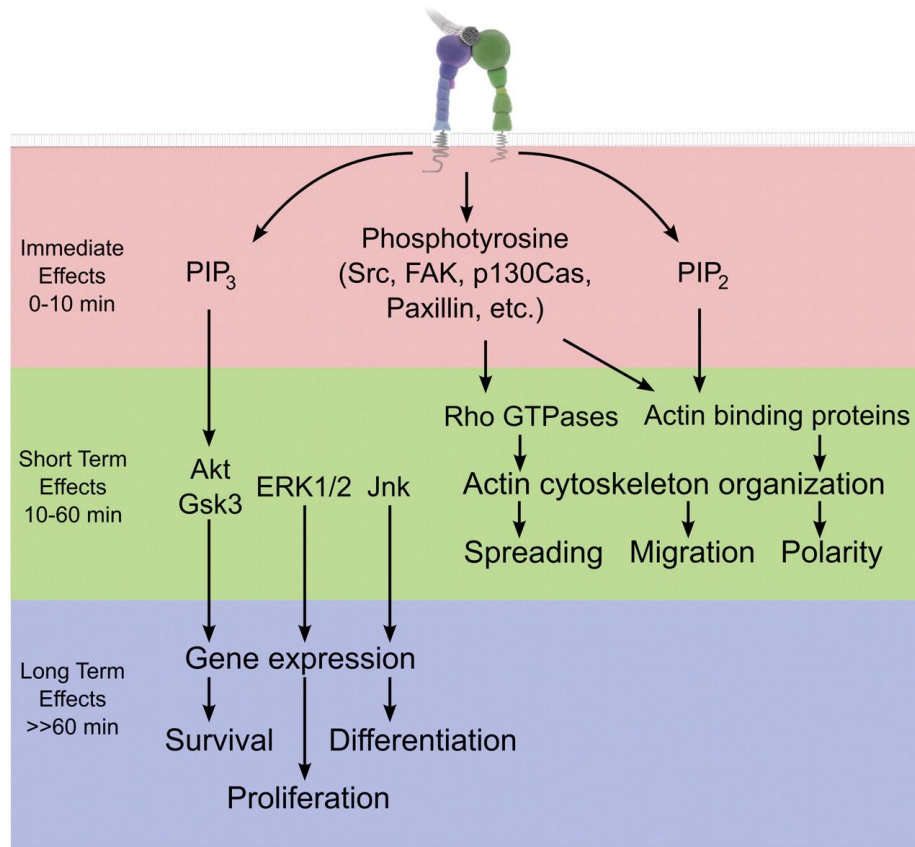 Immediate
Effects
0-10 min
PIP3
Phosphotyrosine
(Src, FAK, p130Cas,
Paxillin, etc.)
PIP2
Short Term
Effects
10-60 min
Akt
Gsk3
ERK1/2
Jnk
Rho GTPases
Actin binding proteins
Actin cytoskeleton organization
Spreading
Migration
Polarity
Long Term
Effects
>>60 min
Gene expression
Survival
Differentiation
Proliferation